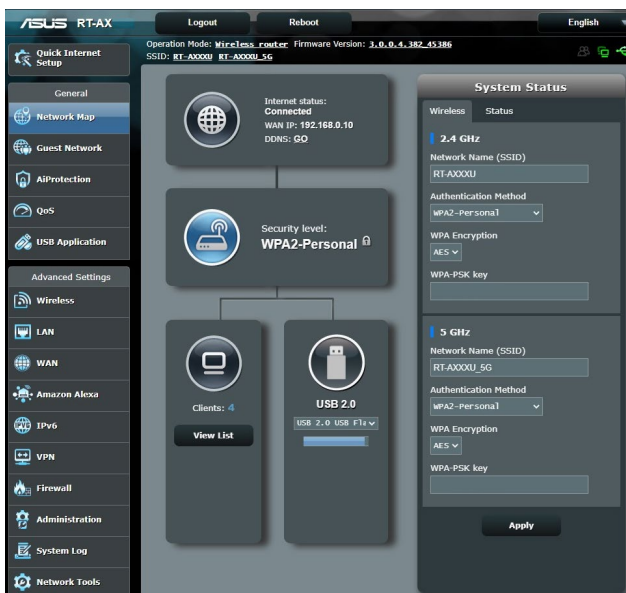 ASUS RT-AX
Logout
Reboot
English
Operation Mode: Wireless router Firmware Version: 3.0.0.4.382_45386
SSID: RT-AXXXU RT-AXXXU_5G
Quick Internet
Setup
General
Network Map
Guest Network
AiProtection
QoS
USB Application
Advanced Settings
Wireless
LAN
WAN
Amazon Alexa
IPv6
VPN
Firewall
Administration
System Log
Network Tools
Internet status:
Connected
WAN IP: 192.168.0.10
DDNS: GO
Security level:
WPA2-Personal
Clients: 4
View List
USB 2.0
USB 2.0 USB Fla
System Status
Wireless Status
2.4 GHz
Network Name (SSID)
RT-AXXXU
Authentication Method
WPA2-Personal
WPA Encryption
AES
WPA-PSK key
5 GHz
Network Name (SSID)
RT-AXXXU_5G
Authentication Method
WPA2-Personal
WPA Encryption
AES
WPA-PSK key
Apply